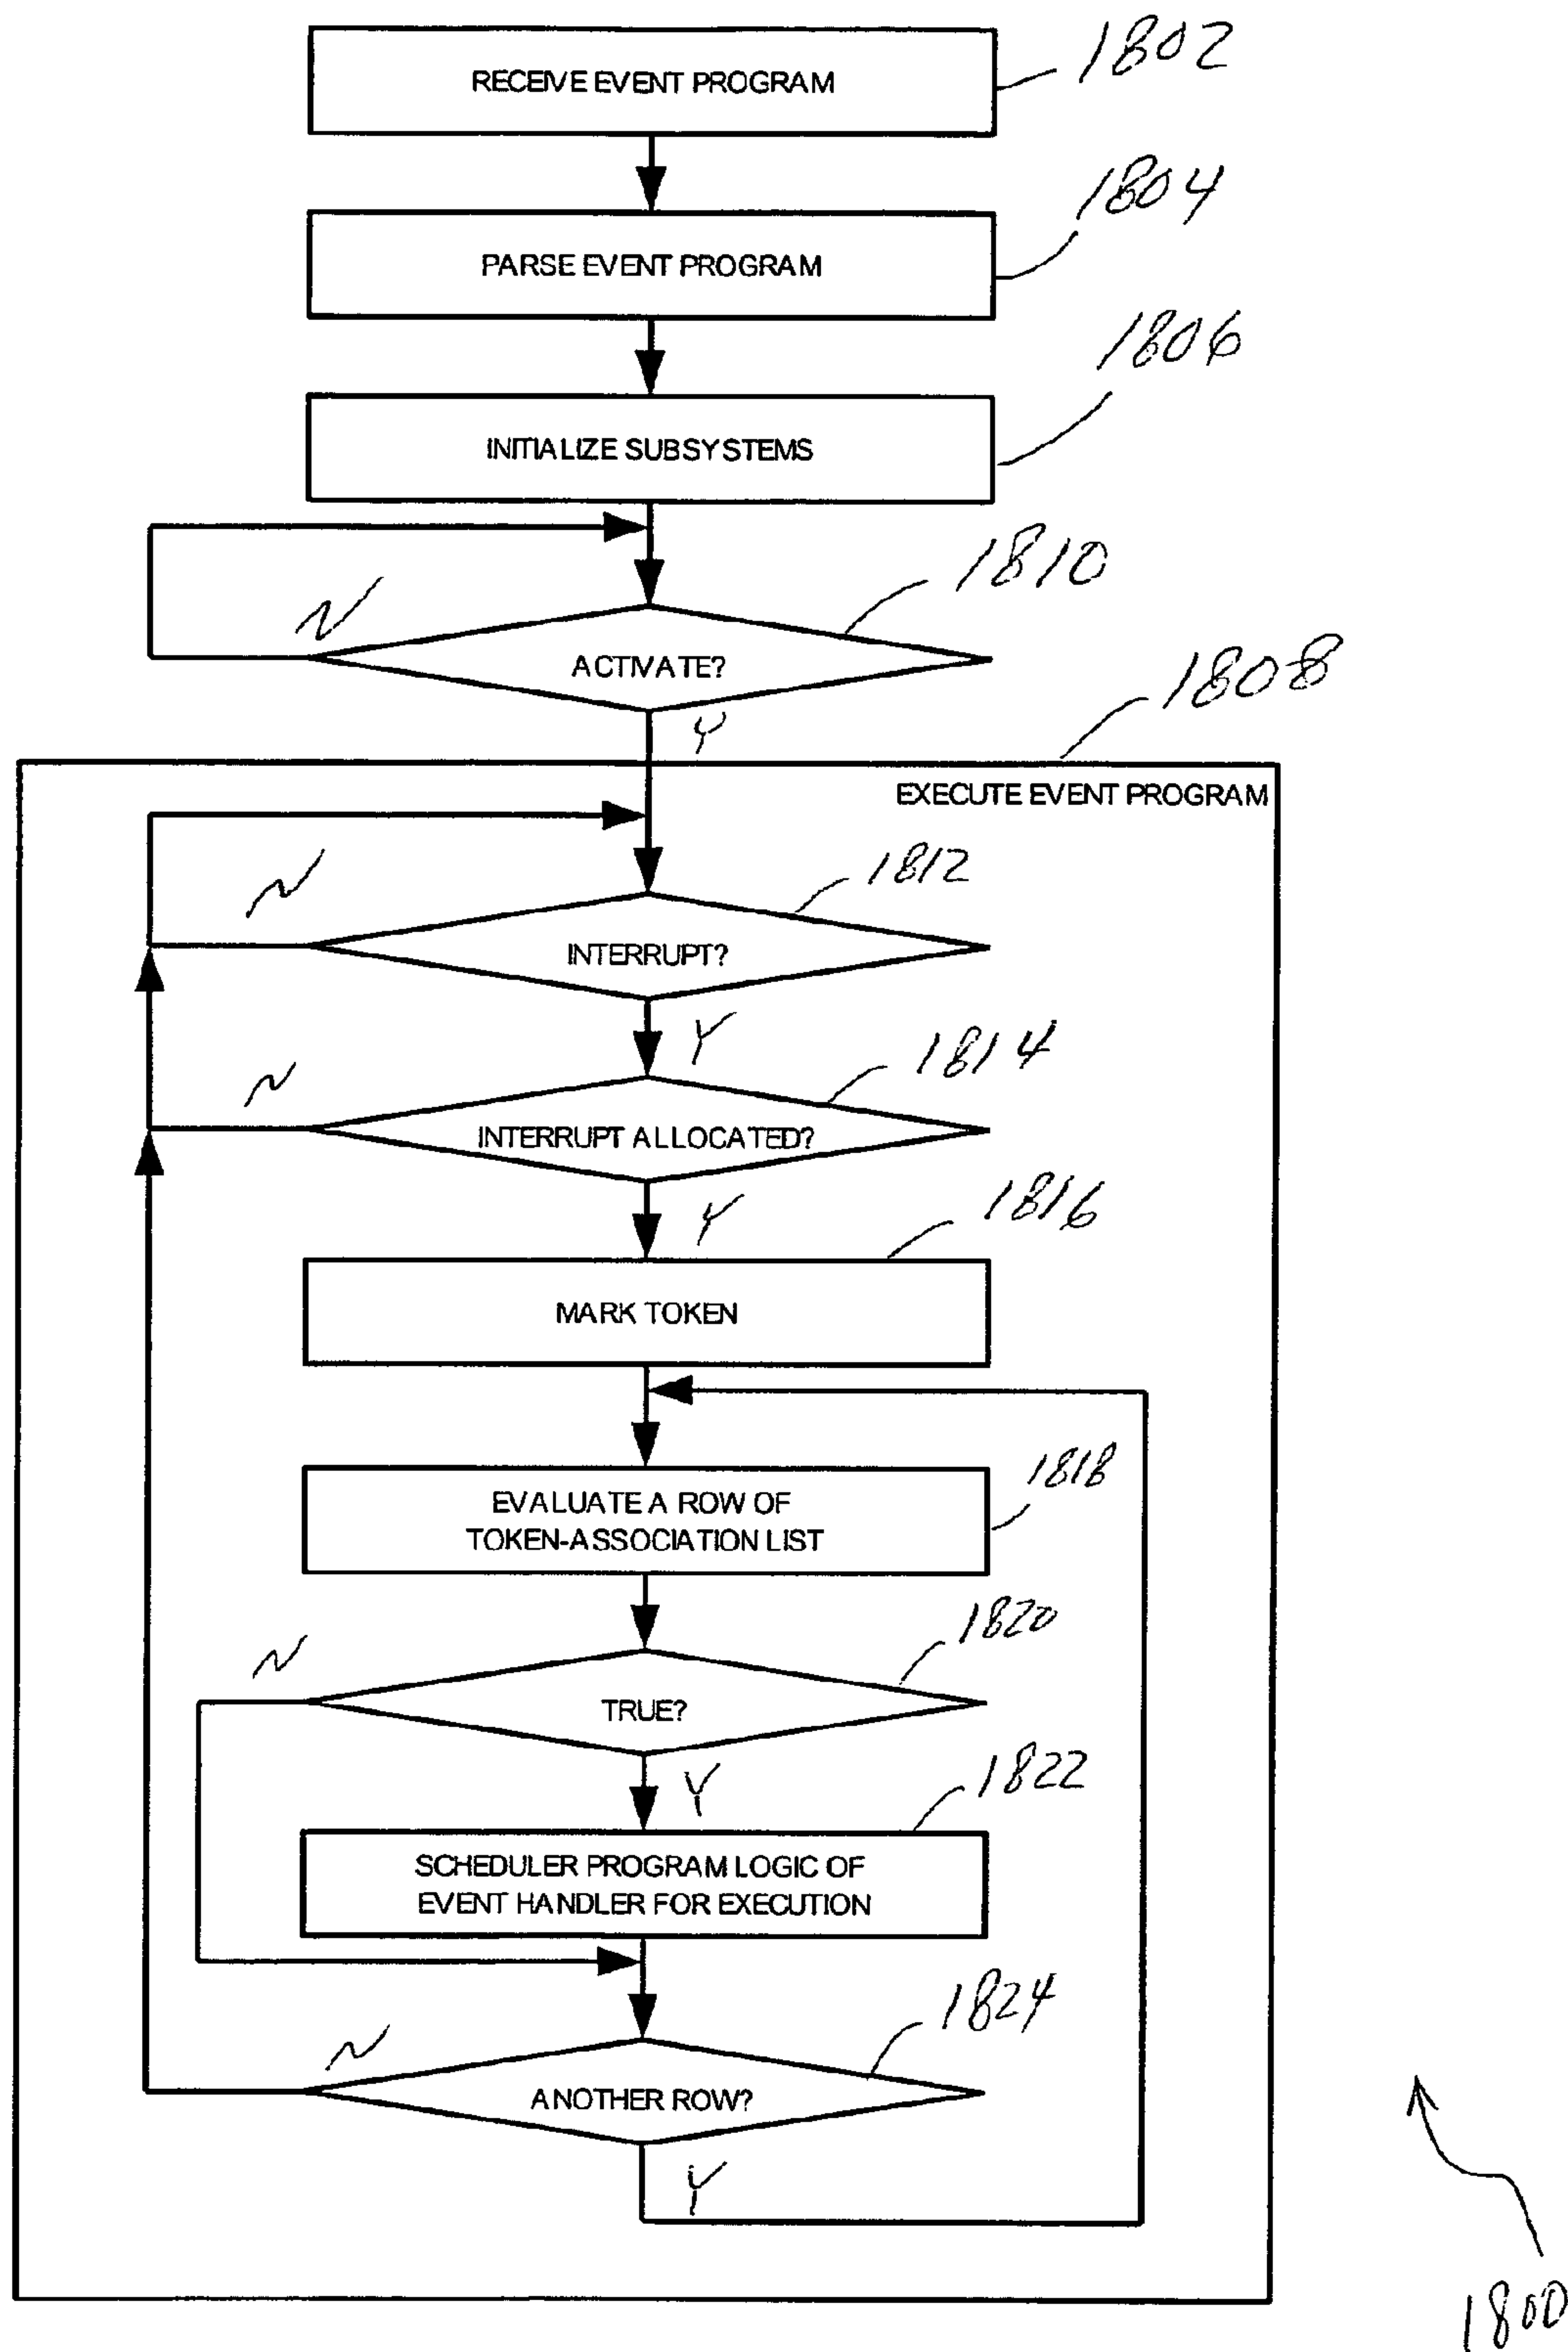 1802
RECEIVE EVENT PROGRAM
1804
PARSE EVENT PROGRAM
1806
INITIALIZE SUBSYSTEMS
1810
N
ACTIVATE?
1808
Y
EXECUTE EVENT PROGRAM
1812
N
INTERRUPT?
Y
1814
N
INTERRUPT ALLOCATED?
Y
1816
MARK TOKEN
1818
EVALUATE A ROW OF
TOKEN-ASSOCIATION LIST
1820
N
TRUE?
Y
1822
SCHEDULER PROGRAM LOGIC OF
EVENT HANDLER FOR EXECUTION
1824
N
ANOTHER ROW?
Y
1800